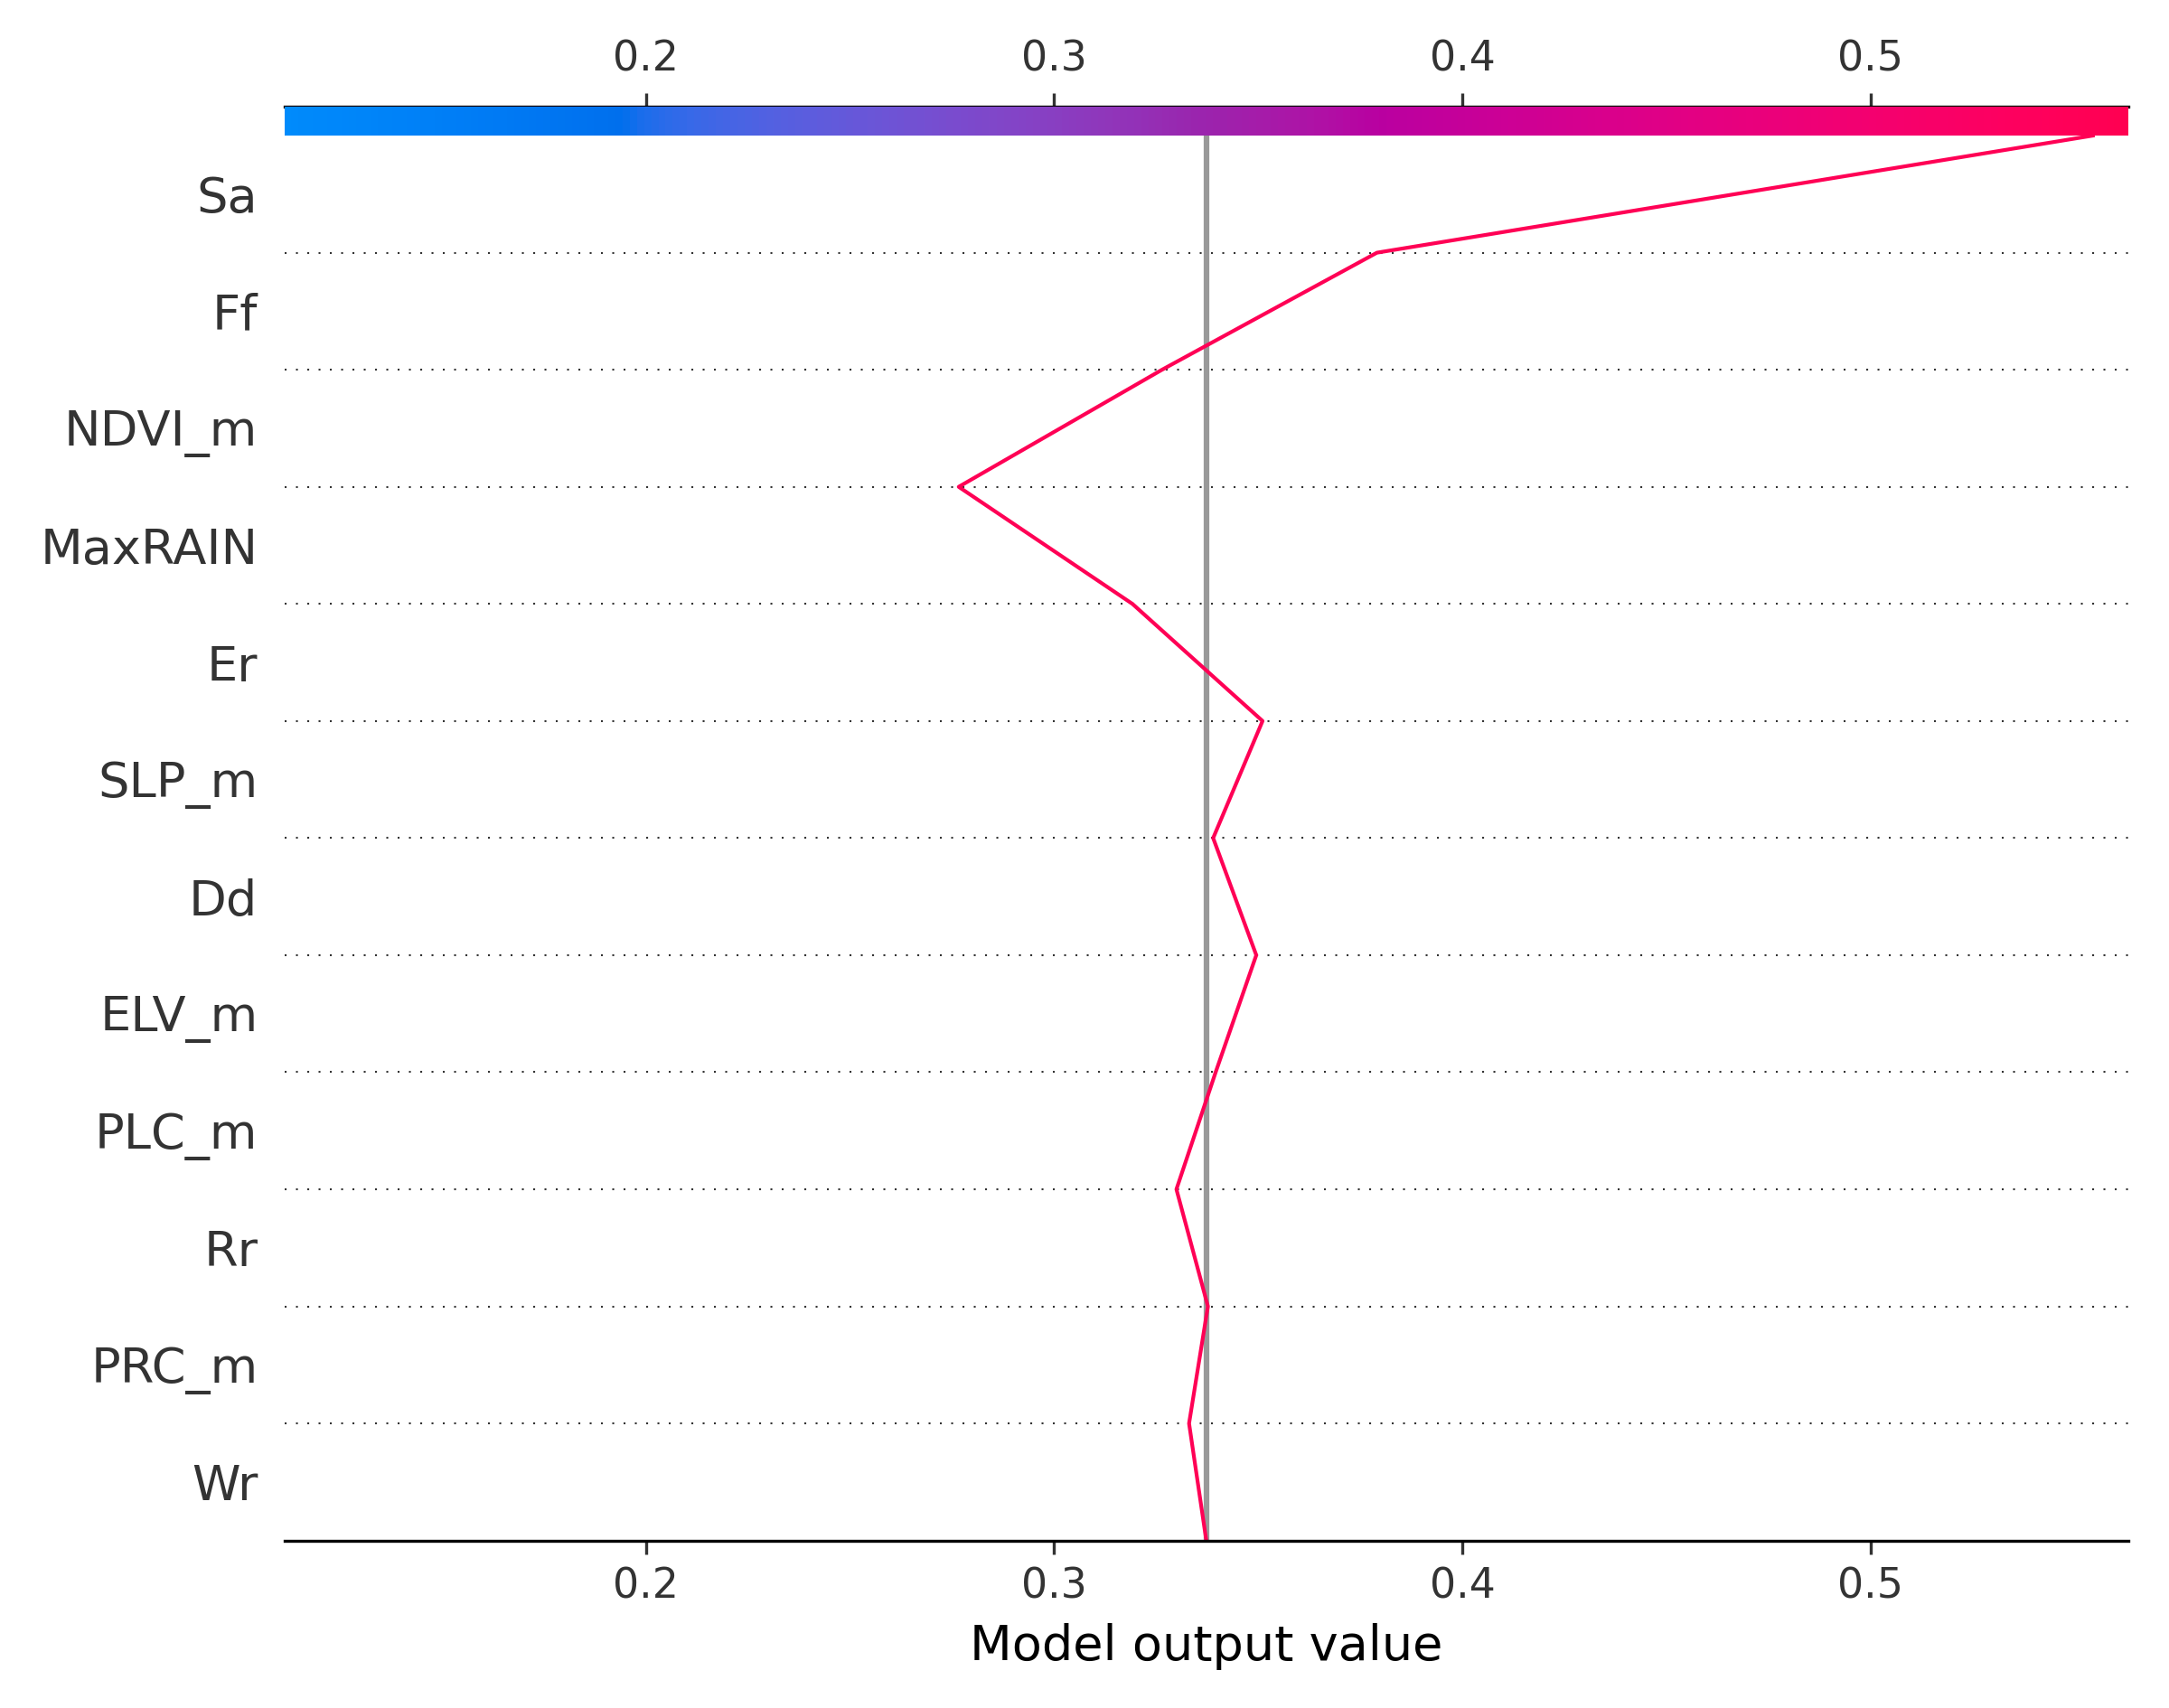 0.2 0.3 0.4 0.5
Sa
Ff
NDVI_m
MaxRAIN
Er
SLP_m
Dd
ELV_m
PLC_m
Rr
PRC_m
Wr
0.2 0.3 0.4 0.5
Model output value